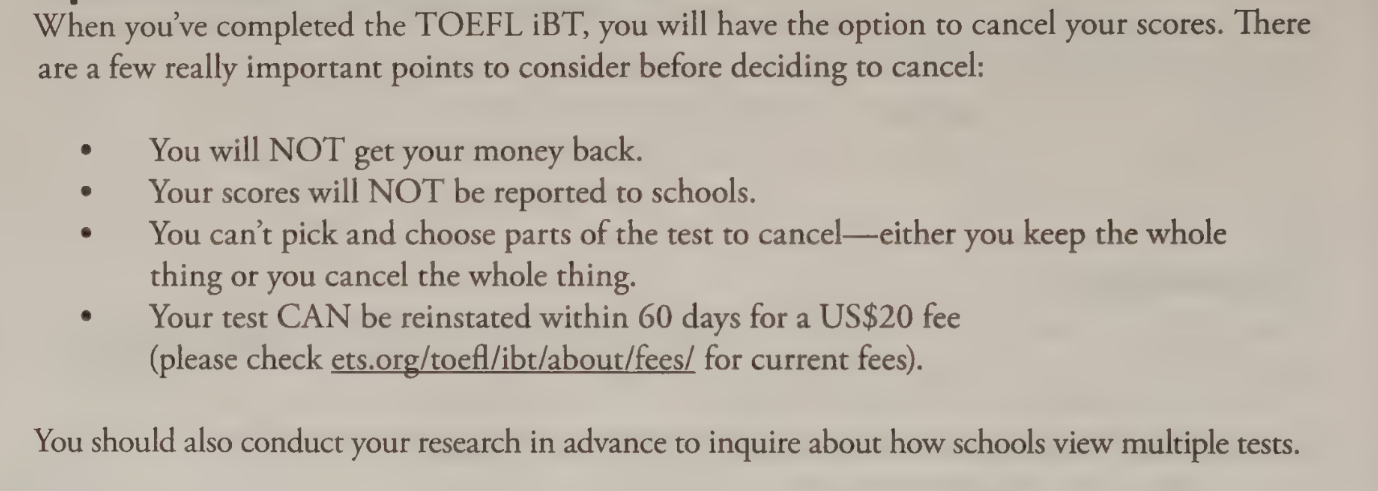 When you’ve completed the TOEFL iBT, you will have the option to cancel your scores. There
are a few really important points to consider before deciding to cancel:
• You will NOT get your money back.
• Your scores will NOT be reported to schools.
• You can’t pick and choose parts of the test to cancel—either you keep the whole
thing or you cancel the whole thing.
• Your test CAN be reinstated within 60 days for a US$20 fee
(please check ets.org/toefl/ibt/about/fees/ for current fees).
You should also conduct your research in advance to inquire about how schools view multiple tests.